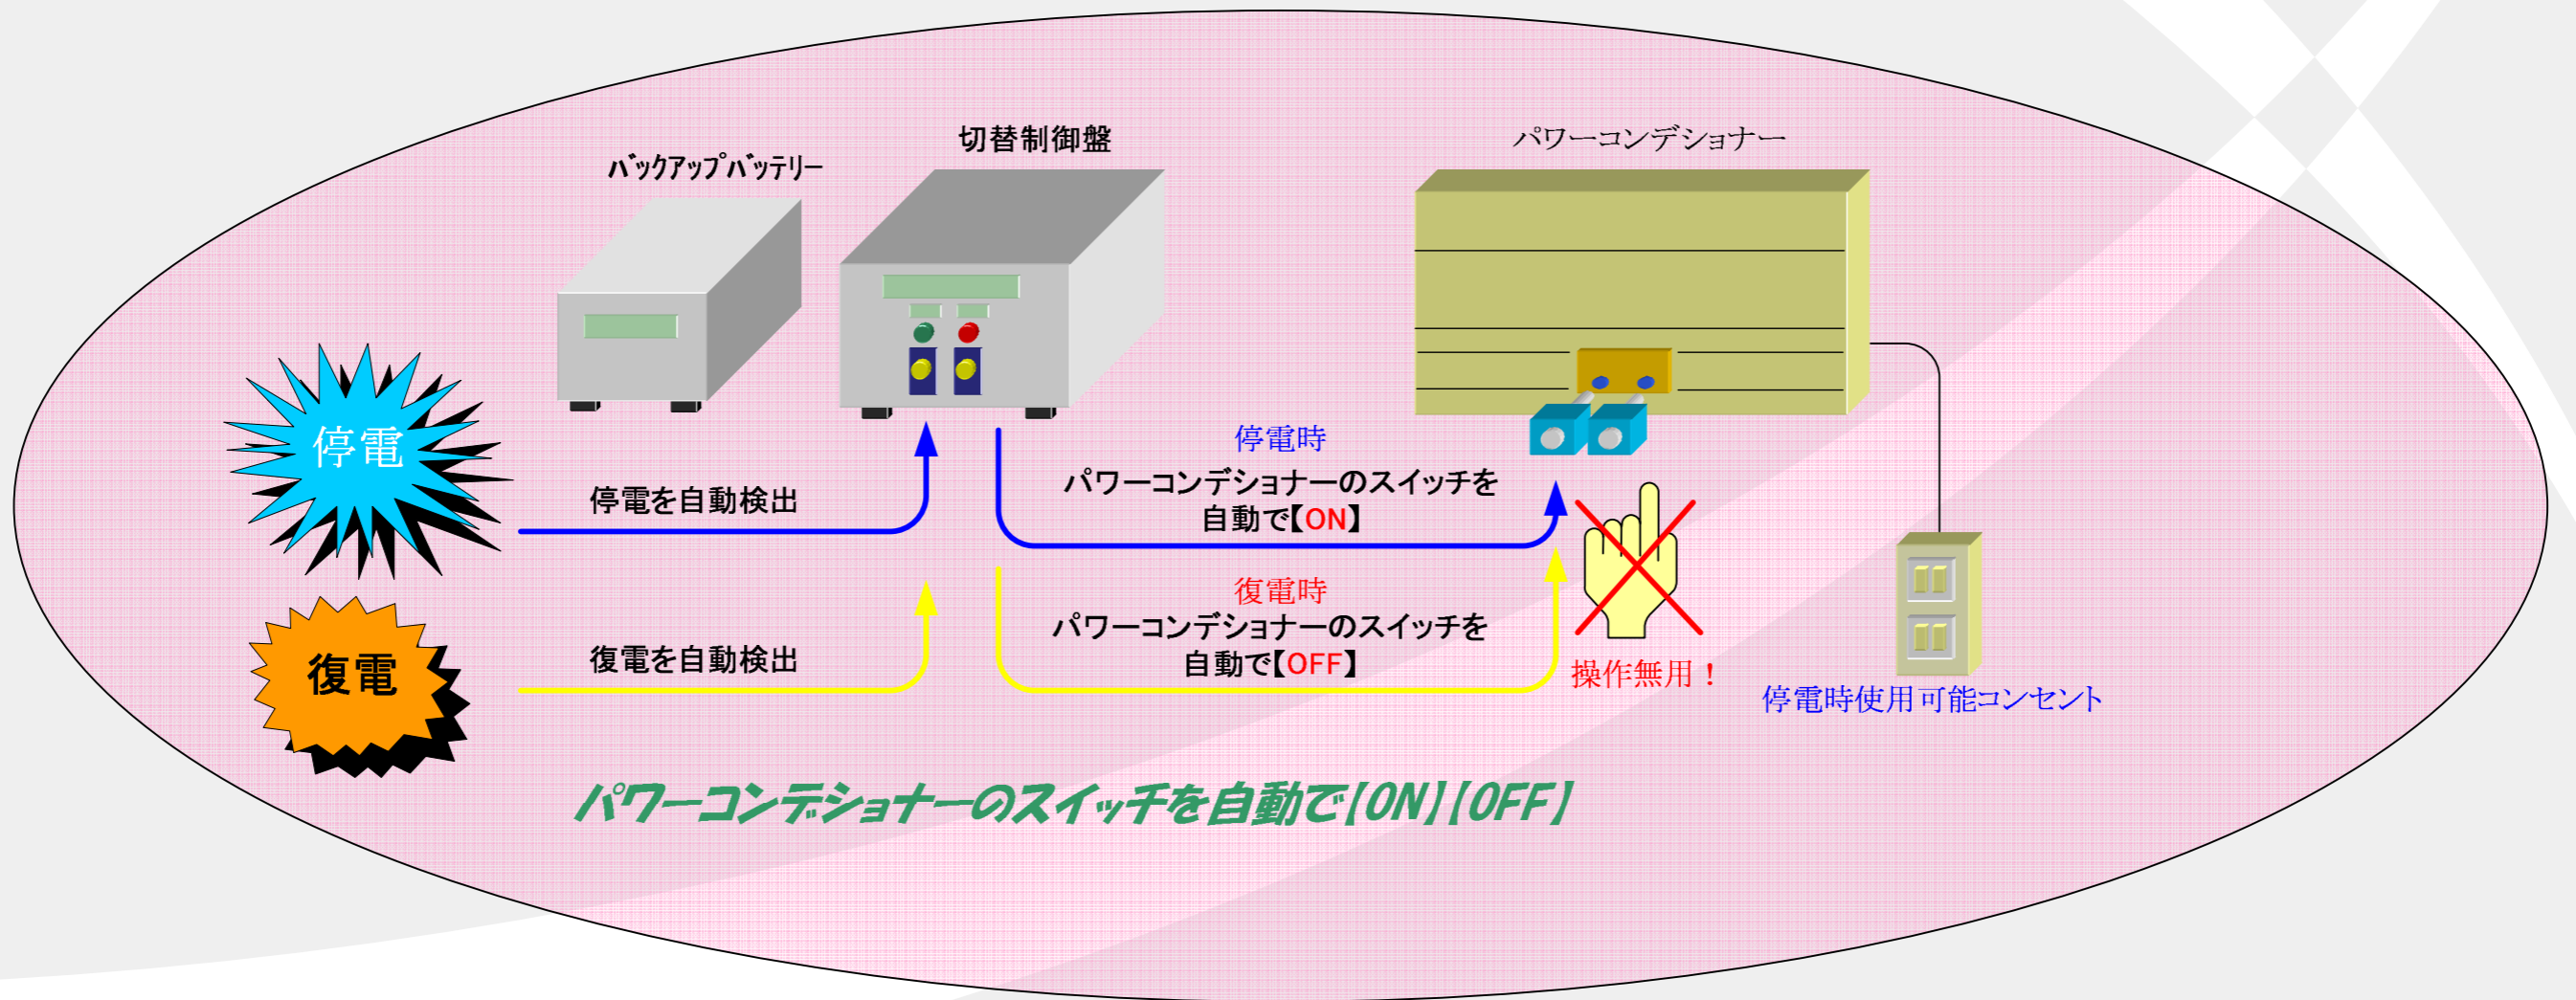 切替制御盤
パワーコンデショナー
ﾊﾞｯｸｱｯﾌﾟﾊﾞｯﾃﾘｰ
停電
停電を自動検出
停電時
パワーコンデショナーのスイッチを
自動で【ON】
復電
復電を自動検出
復電時
パワーコンデショナーのスイッチを
自動で【OFF】
操作無用！
停電時使用可能コンセント
パワーコンデショナーのスイッチを自動で【ON】【OFF】